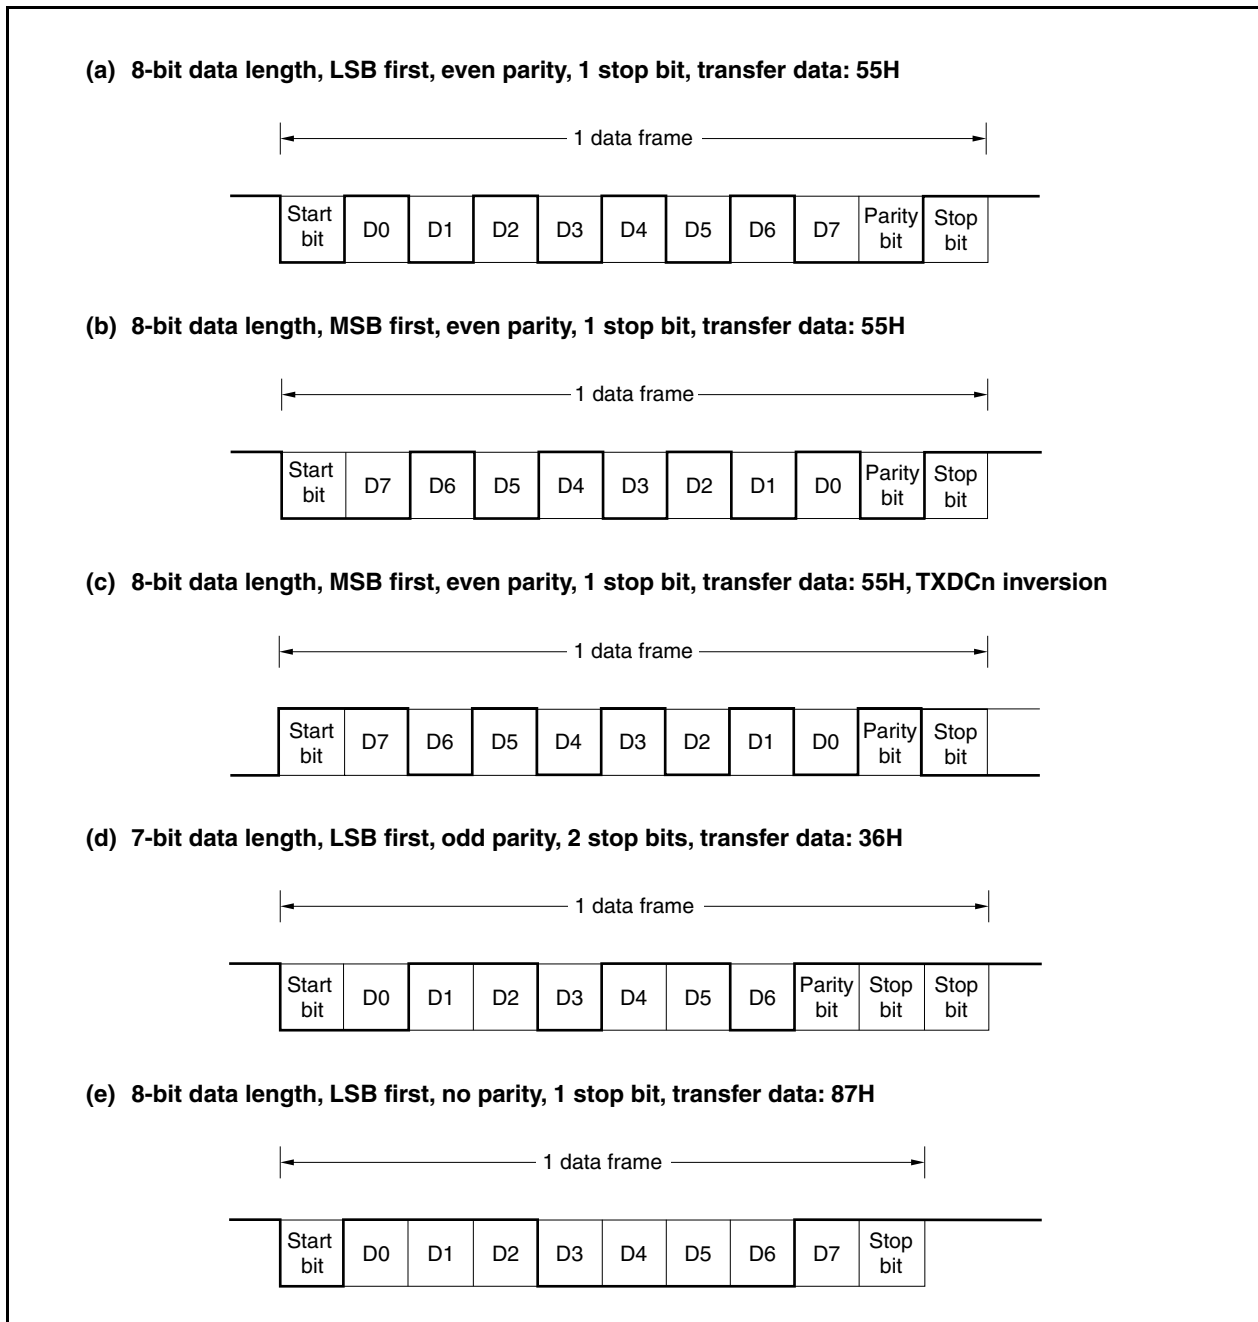 (a) 8-bit data length, LSB first, even parity, 1 stop bit, transfer data: 55H
1 data frame
Start bit D0 D1 D2 D3 D4 D5 D6 D7 Parity bit Stop bit
(b) 8-bit data length, MSB first, even parity, 1 stop bit, transfer data: 55H
1 data frame
Start bit D7 D6 D5 D4 D3 D2 D1 D0 Parity bit Stop bit
(c) 8-bit data length, MSB first, even parity, 1 stop bit, transfer data: 55H, TXDCn inversion
1 data frame
Start bit D7 D6 D5 D4 D3 D2 D1 D0 Parity bit Stop bit
(d) 7-bit data length, LSB first, odd parity, 2 stop bits, transfer data: 36H
1 data frame
Start bit D0 D1 D2 D3 D4 D5 D6 Parity bit Stop bit Stop bit
(e) 8-bit data length, LSB first, no parity, 1 stop bit, transfer data: 87H
1 data frame
Start bit D0 D1 D2 D3 D4 D5 D6 D7 Stop bit